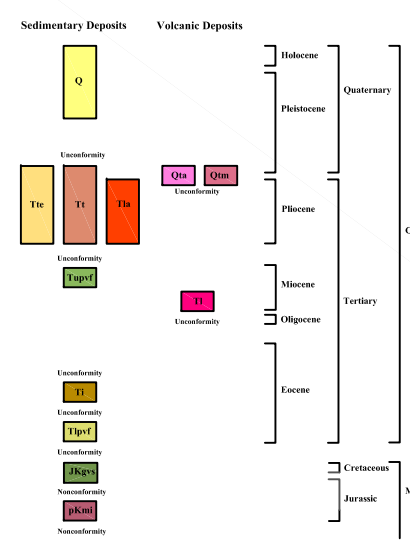 Sedimentary Deposits Volcanic Deposits
Holocene
Q
Quaternary
Pleistocene
Unconformity
Qta Qtm
Unconformity
Tte Tt Tla
Pliocene
Unconformity
Tupvf
Miocene
Tl
Tertiary
Unconformity
Oligocene
Unconformity
Ti
Eocene
Unconformity
Tlpvf
Unconformity
JKgvs
Cretaceous
Nonconformity
Jurassic
pKmi
Nonconformity